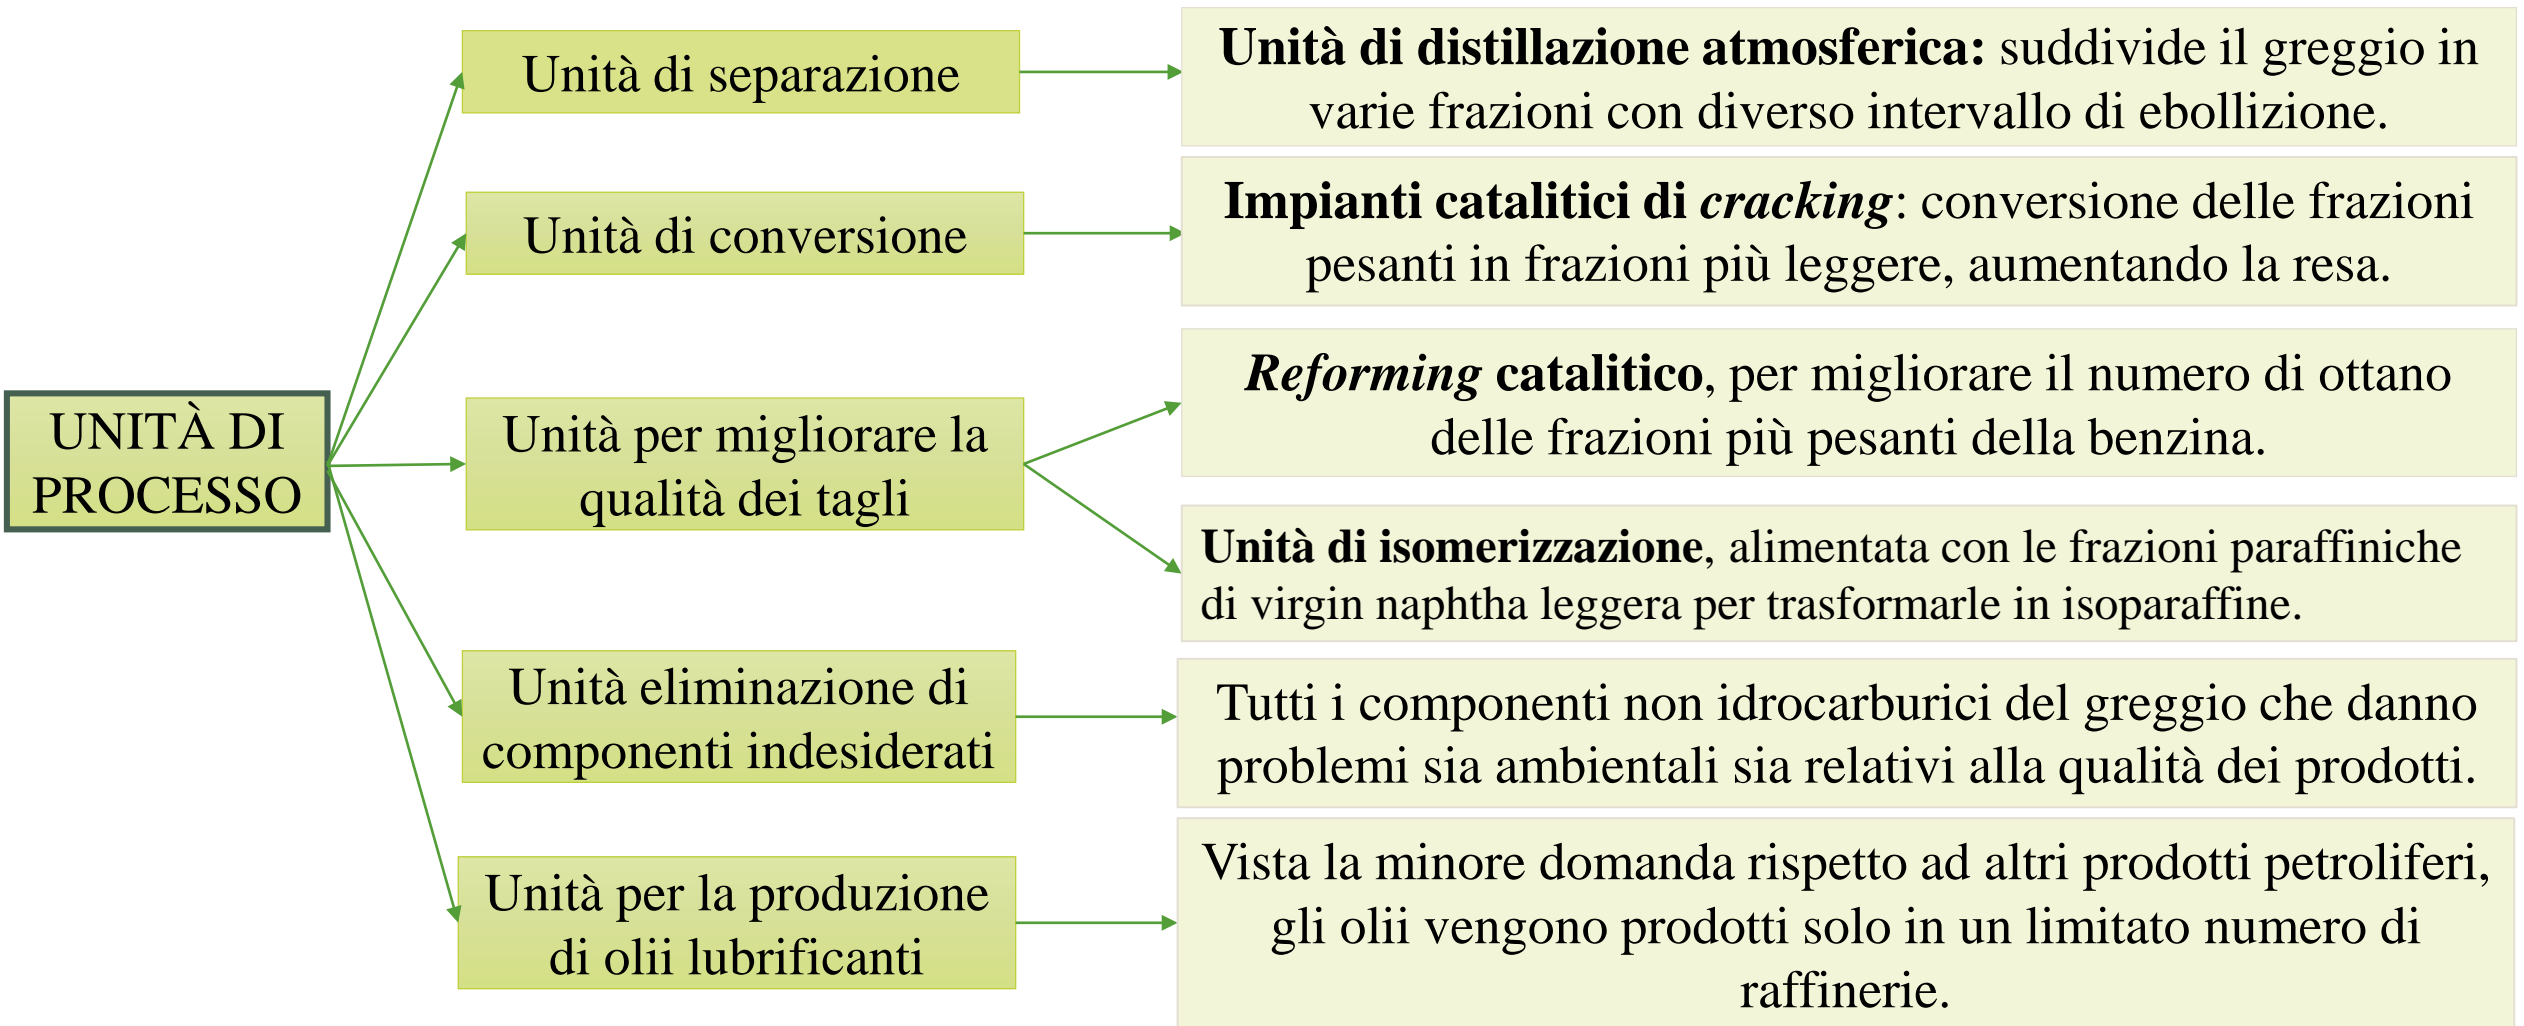 Unità di separazione
Unità di distillazione atmosferica: suddivide il greggio in
varie frazioni con diverso intervallo di ebollizione.
Unità di conversione
Impianti catalitici di cracking: conversione delle frazioni
pesanti in frazioni più leggere, aumentando la resa.
UNITÀ DI
PROCESSO
Unità per migliorare la
qualità dei tagli
Reforming catalitico, per migliorare il numero di ottano
delle frazioni più pesanti della benzina.
Unità di isomerizzazione, alimentata con le frazioni paraffiniche
di virgin naphtha leggera per trasformarle in isoparaffine.
Unità eliminazione di
componenti indesiderati
Tutti i componenti non idrocarburici del greggio che danno
problemi sia ambientali sia relativi alla qualità dei prodotti.
Unità per la produzione
di olii lubrificanti
Vista la minore domanda rispetto ad altri prodotti petroliferi,
gli olii vengono prodotti solo in un limitato numero di
raffinerie.